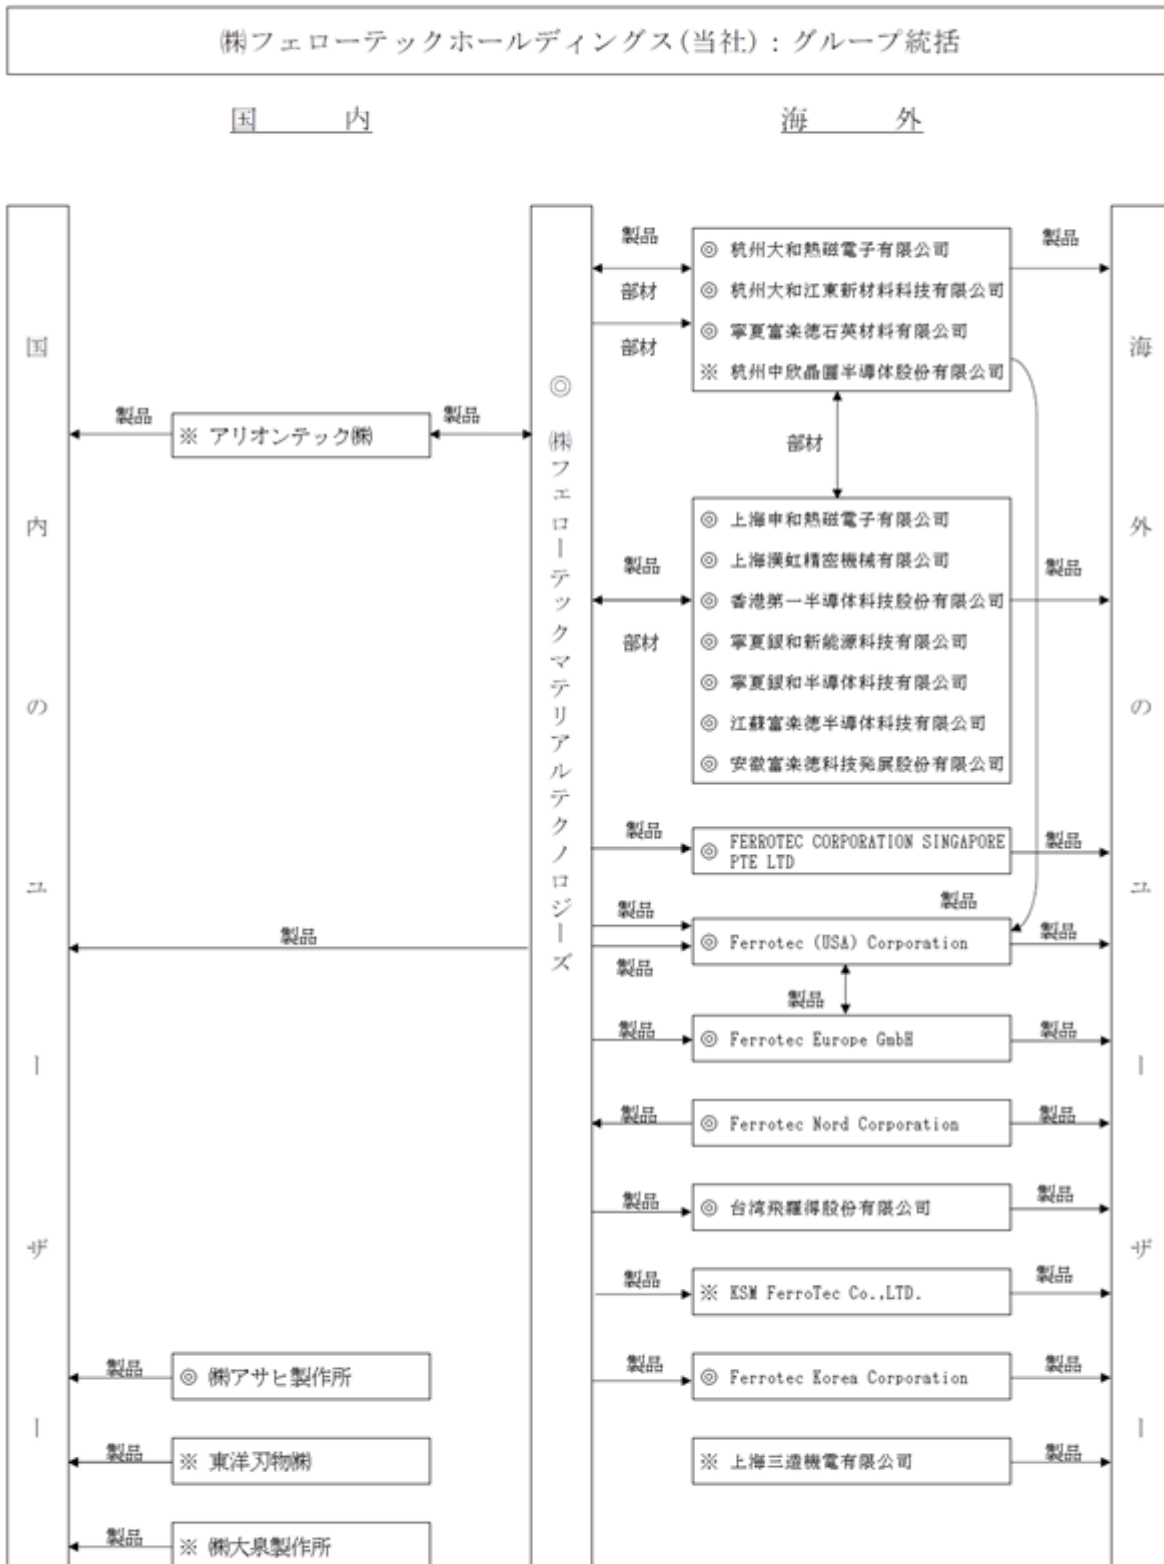 ㈱フェローテックホールディングス(当社)：グループ統括
国　内
海　外
国内のユーザー
◎ ㈱フェローテックマテリアルテクノロジーズ
海外のユーザー
製品
部材
部材
◎ 杭州大和熱磁電子有限公司
◎ 杭州大和江東新材料科技有限公司
◎ 寧夏富楽徳石英材料有限公司
※ 杭州中欣晶圓半導体股份有限公司
製品
製品
※ アリオンテック㈱
製品
部材
製品
部材
◎ 上海申和熱磁電子有限公司
◎ 上海漢虹精密機械有限公司
◎ 香港第一半導体科技股份有限公司
◎ 寧夏銀和新能源科技有限公司
◎ 寧夏銀和半導体科技有限公司
◎ 江蘇富楽徳半導体科技有限公司
◎ 安徽富楽徳科技発展股份有限公司
製品
製品
◎ FERROTEC CORPORATION SINGAPORE
PTE LTD
製品
製品
製品
製品
製品
◎ Ferrotec (USA) Corporation
製品
製品
製品
製品
◎ Ferrotec Europe GmbH
製品
製品
◎ Ferrotec Nord Corporation
製品
製品
◎ 台湾飛羅得股份有限公司
製品
製品
※ KSM FerroTec Co.,LTD.
製品
製品
◎ ㈱アサヒ製作所
製品
◎ Ferrotec Korea Corporation
製品
製品
※ 東洋刃物㈱
※ 上海三造機電有限公司
製品
製品
※ ㈱大泉製作所